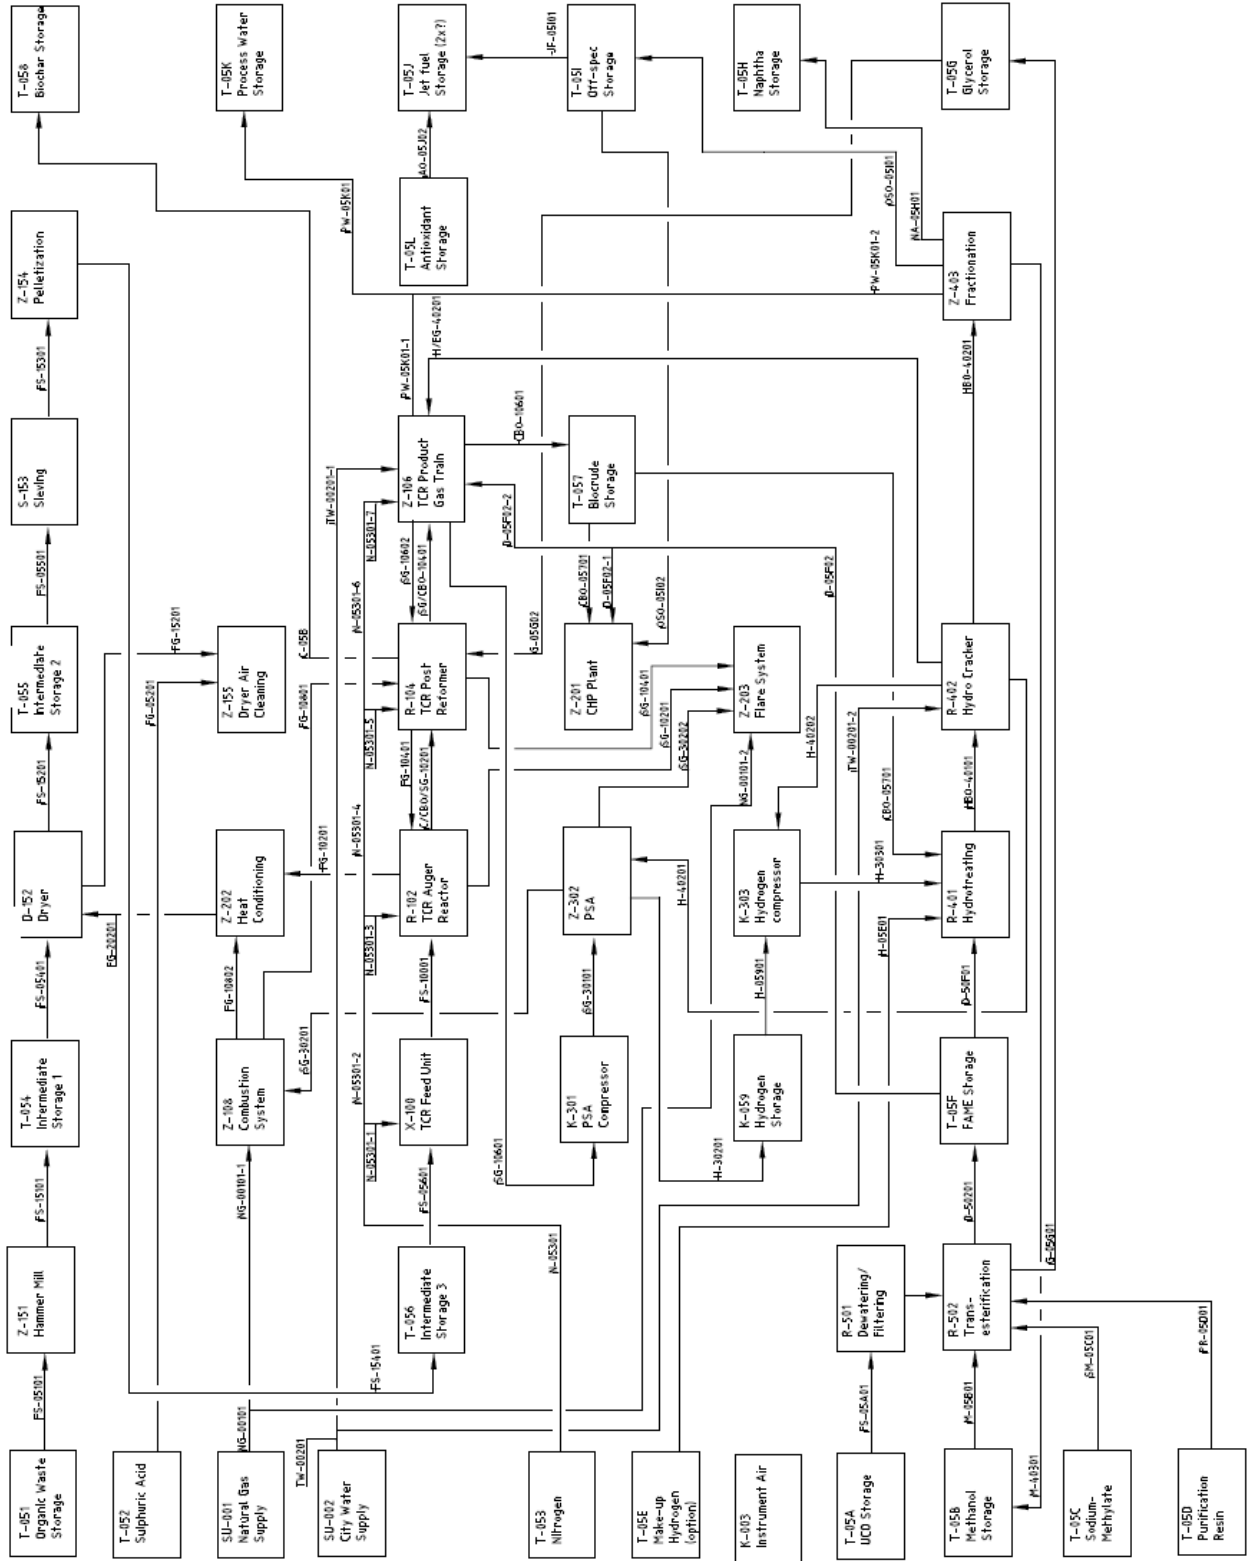 T-051
Organic Waste
Storage
FS-05101
Z-151
Hammer Mill
FS-15101
T-054
Intermediate
Storage 1
FS-05401
D-152
Dryer
FS-15201
T-055
Intermediate
Storage 2
FS-05501
S-153
Sieving
FS-15301
Z-154
Pelletization
T-058
Biochar Storage
T-052
Sulphuric Acid
FG-05201
FG-20201
FG-15201
SU-001
Natural Gas
Supply
NG-00101
NG-00101-1
Z-108
Combustion
System
FG-10802
Z-202
Heat
Conditioning
Z-155
Dryer Air
Cleaning
T-05K
Process Water
Storage
SU-002
City Water
Supply
TW-00201
SG-30201
FG-10201
FG-10801
C-05B
TW-00201-1
PW-05K01
FS-15401
N-05301-1
N-05301-2
N-05301-3
N-05301-4
N-05301-5
N-05301-6
N-05301-7
T-056
Intermediate
Storage 3
FS-05601
X-100
TCR Feed Unit
FS-10001
R-102
TCR Auger
Reactor
FG-10401
C/CBO/SG-10201
R-104
TCR Post
Reformer
SG-10602
SG/CBO-10401
Z-106
TCR Product
Gas Train
PW-05K01-1
H/EG-40201
T-05L
Antioxidant
Storage
AO-05J02
T-05J
Jet fuel
Storage (2x?)
T-053
Nitrogen
N-05301
SG-10601
K-301
PSA
Compressor
SG-30101
Z-302
PSA
D-05F02-2
CBO-10601
G-05G02
Z-201
CHP Plant
CBO-05701
D-05F02-1
OSO-05I02
T-057
Biocrude
Storage
JF-05I01
T-05I
Off-spec
Storage
T-05E
Make-up
Hydrogen
(option)
H-30201
H-40201
SG-10401
SG-10201
SG-30202
K-003
Instrument Air
K-059
Hydrogen
Storage
H-05901
K-303
Hydrogen
compressor
NG-00101-2
Z-203
Flare System
H-40202
T-05H
Naphtha
Storage
T-05A
UCO Storage
FS-05A01
R-501
Dewatering/
Filtering
H-05E01
H-30301
CBO-05701
TW-00201-2
D-05F02
PW-05K01-2
OSO-05I01
NA-05H01
T-05B
Methanol
Storage
M-05B01
R-502
Trans-
esterification
D-50201
T-05F
FAME Storage
D-50F01
R-401
Hydrotreating
HBO-40101
R-402
Hydro Cracker
HBO-40201
Z-403
Fractionation
T-05G
Glycerol
Storage
M-40301
G-05G01
T-05C
Sodium-
Methylate
SM-05C01
T-05D
Purification
Resin
PR-05D01